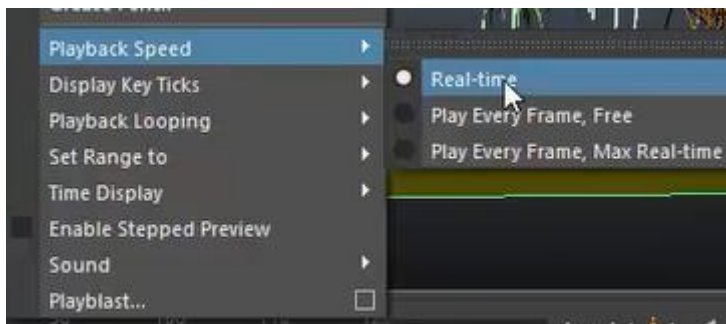 Playback Speed
Display Key Ticks
Playback Looping
Set Range to
Time Display
Enable Stepped Preview
Sound
Playblast...
Real-time
Play Every Frame, Free
Play Every Frame, Max Real-time